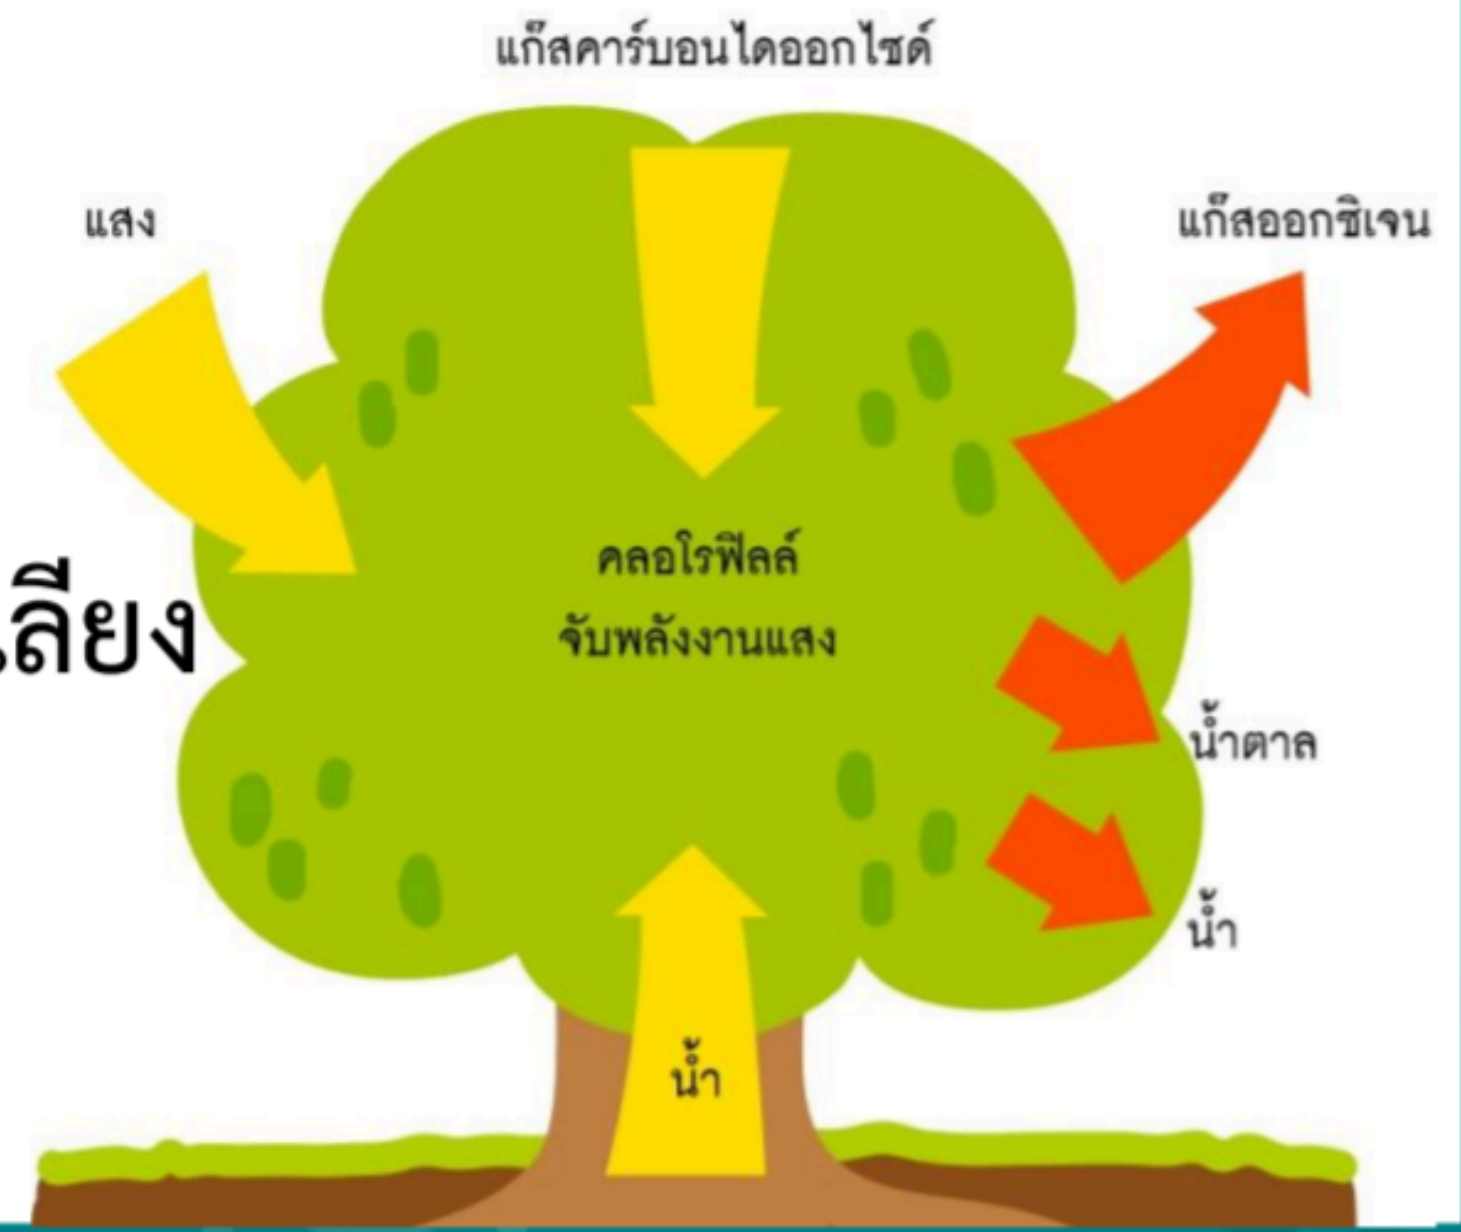 แก๊สคาร์บอนไดออกไซด์
แสง
แก๊สออกซิเจน
คลอโรฟิลล์
จับพลังงานแสง
น้ำตาล
น้ำ
น้ำ